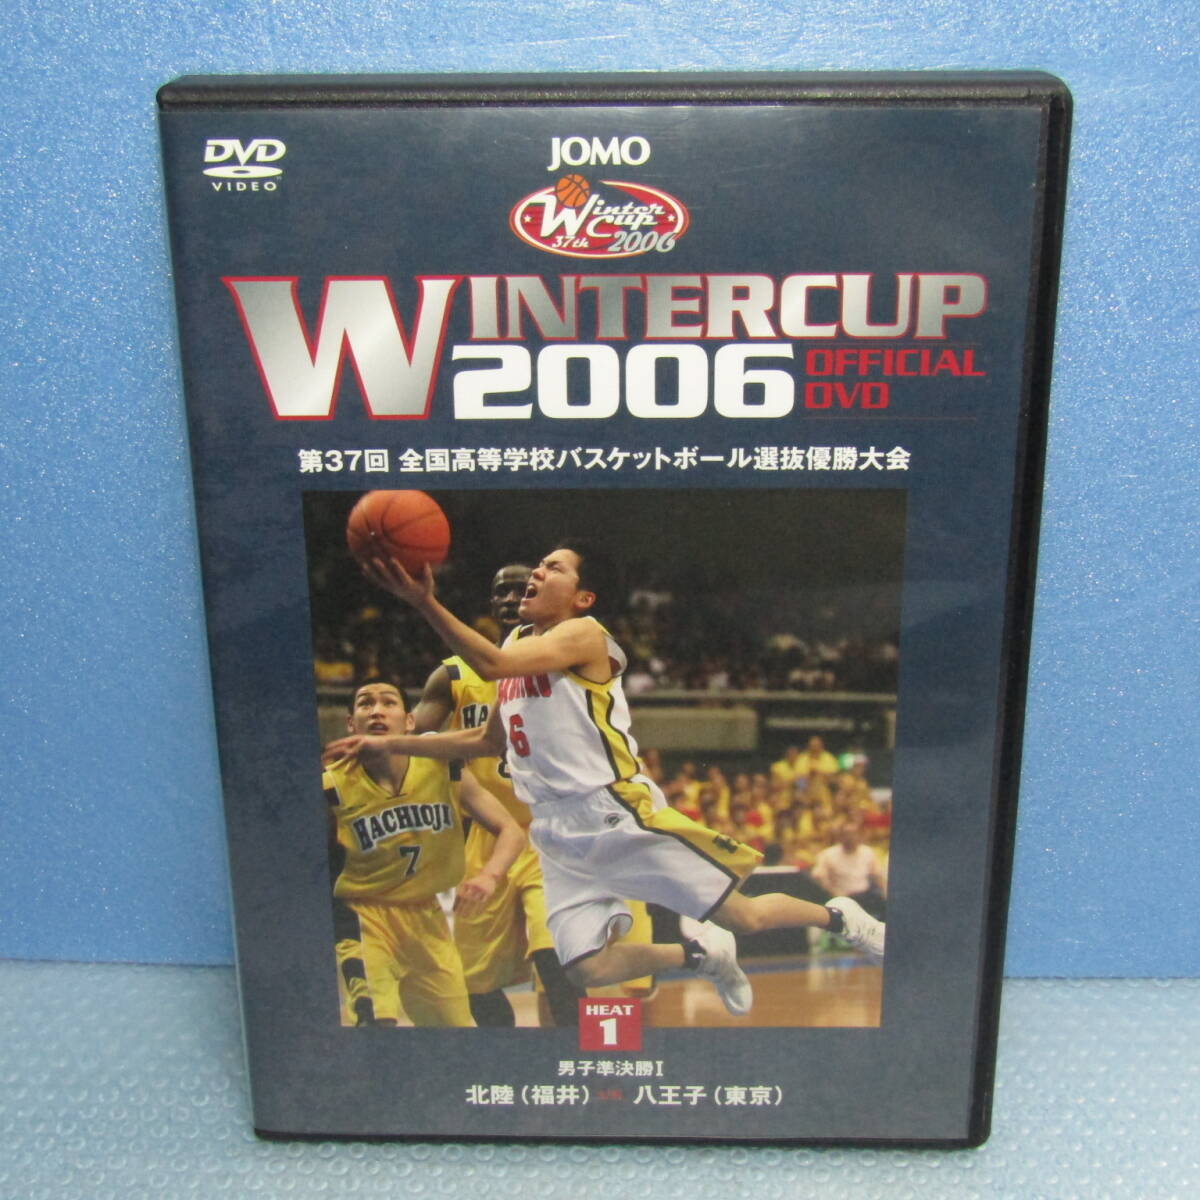 DVD
VIDEO
JOMO
Winter Cup
37th 2006
WINTERCUP
2006
OFFICIAL
DVD
第37回 全国高等学校バスケットボール選抜優勝大会
HA
6
HACHIOJI
7
HEAT
1
男子準決勝I
北陸(福井) VS 八王子(東京)